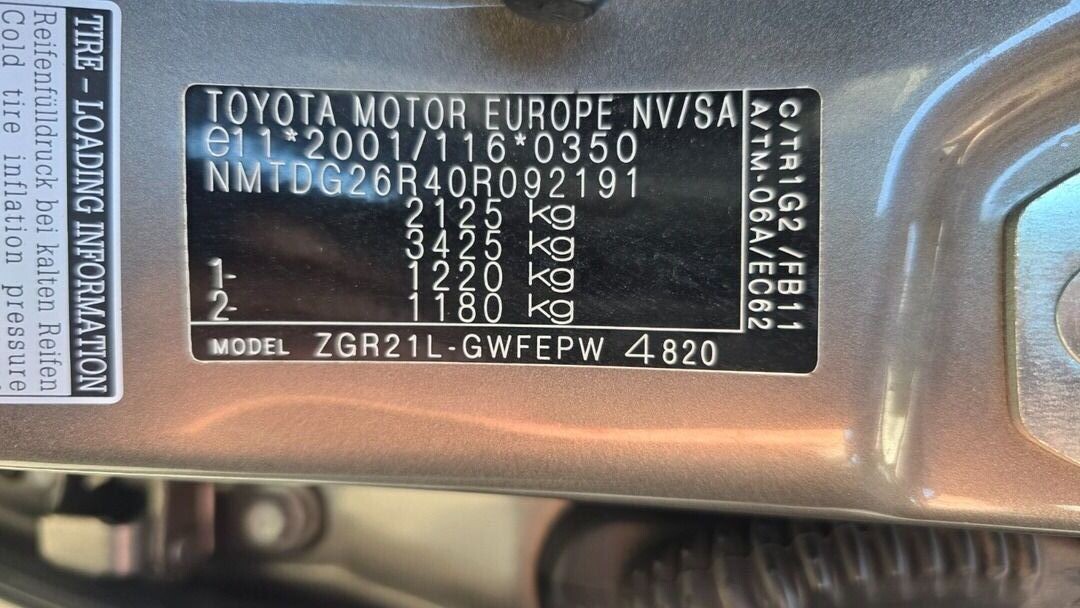 TIRE - LOADING INFORMATION
Reifenfülldruck bei kalten Reifen
Cold tire inflation pressure
TOYOTA MOTOR EUROPE NV/SA
e11*2001/116*0350
NMTDG26R40R092191
2125 kg
3425 kg
1- 1220 kg
2- 1180 kg
C/TR1G2 /FB11
A/TM-06A/EC62
MODEL ZGR21L-GWFEPW 4820